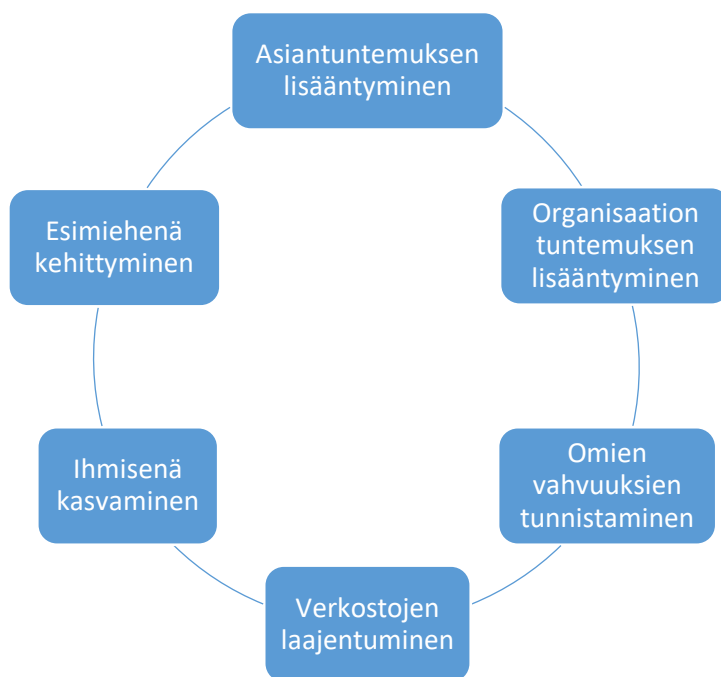 Asiantuntemuksen
lisääntyminen
Organisaation
tuntemuksen
lisääntyminen
Omien
vahvuuksien
tunnistaminen
Verkostojen
laajentuminen
Ihmisenä
kasvaminen
Esimiehenä
kehittyminen